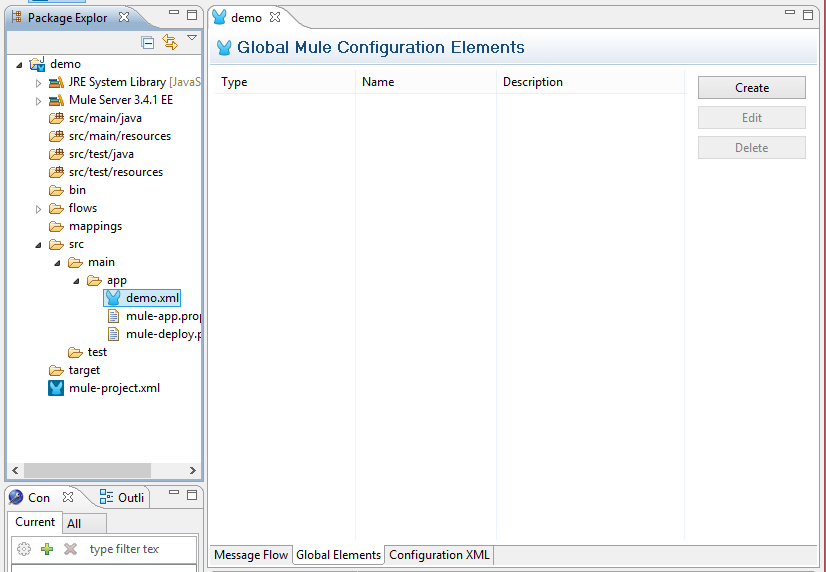 Package Explor
demo
JRE System Library [JavaS
Mule Server 3.4.1 EE
src/main/java
src/main/resources
src/test/java
src/test/resources
bin
flows
mappings
src
main
app
demo.xml
mule-app.prop
mule-deploy.p
test
target
mule-project.xml
Con
Outli
Current
All
type filter tex
demo
Global Mule Configuration Elements
Type Name Description
Create
Edit
Delete
Message Flow Global Elements Configuration XML